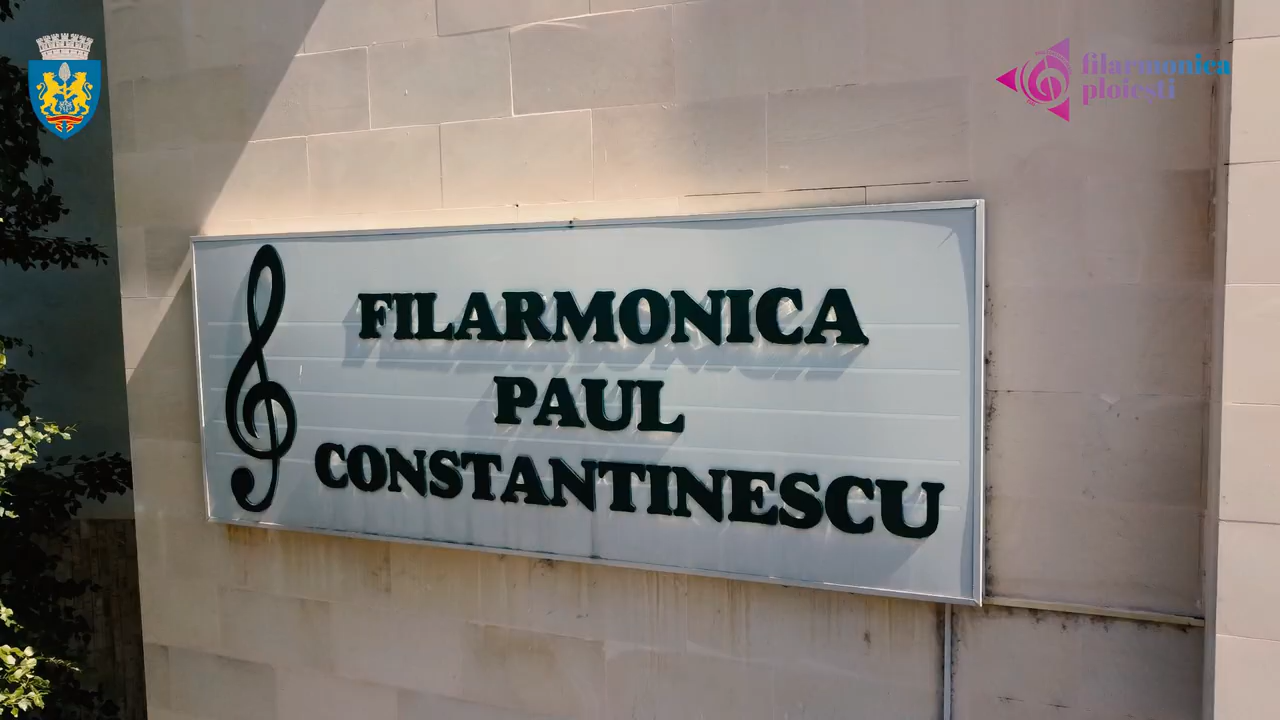 filarmonica
ploiești
FILARMONICA
PAUL
CONSTANTINESCU